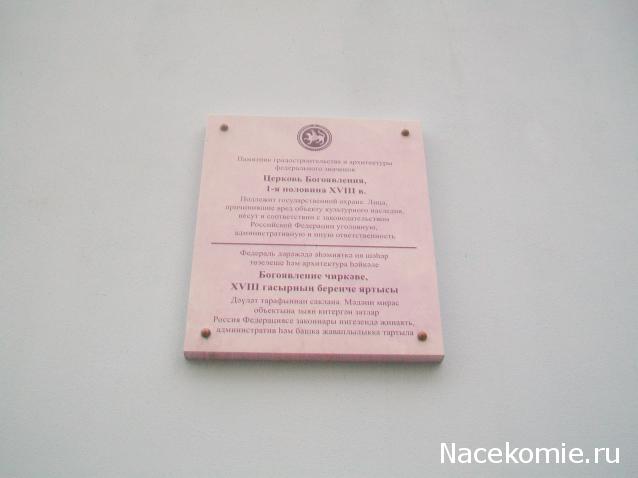 Памятник градостроительства и архитектуры
федерального значения
Церковь Богоявления,
1-я половина XVIII в.
Подлежит государственной охране. Лица,
причинившие вред объекту культурного наследия,
несут в соответствии с законодательством
Российской Федерации уголовную,
административную и иную ответственность
Федераль дәрәҗәдә әһәмияткә ия шәһәр
төзелеше һәм архитектура һәйкәле
Богоявление чиркәве,
XVIII гасырның беренче яртысы
Дәүләт тарафыннан саклана. Мәдәни мирас
объектына зыян китергән затлар
Россия Федерациясе законнары нигезендә җинаять,
административ һәм башка җаваплылыкка тартыла
Nacekomie.ru